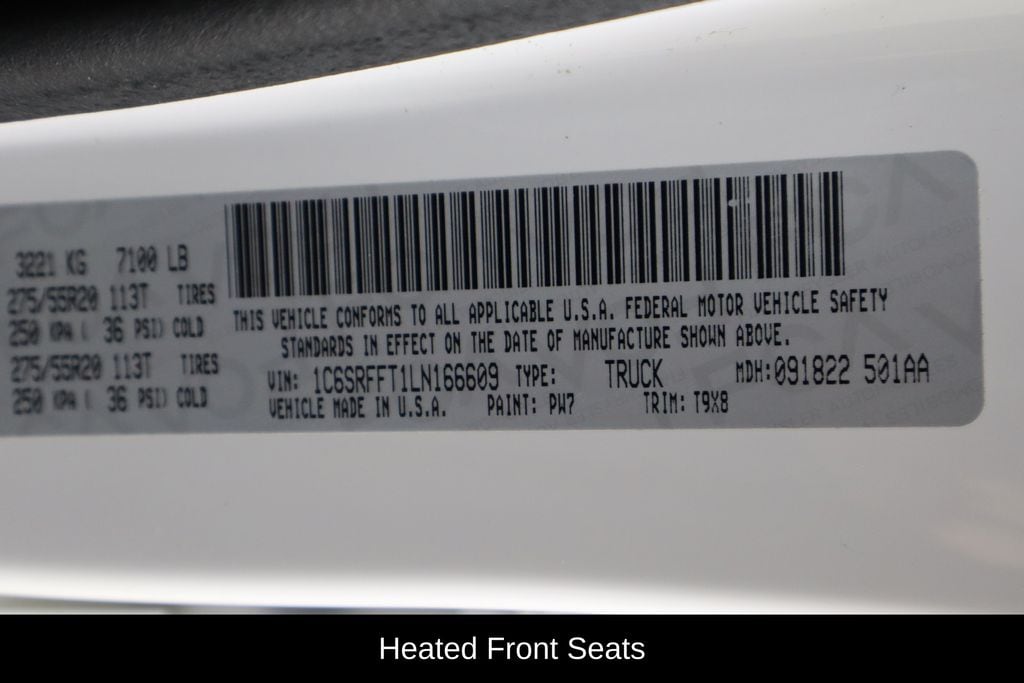 3221 KG 7100 LB
275/55R20 113T TIRES
250 KPA ( 36 PSI) COLD
275/55R20 113T TIRES
250 KPA ( 36 PSI) COLD
THIS VEHICLE CONFORMS TO ALL APPLICABLE U.S.A. FEDERAL MOTOR VEHICLE SAFETY
STANDARDS IN EFFECT ON THE DATE OF MANUFACTURE SHOWN ABOVE.
VIN: 1C6SRFFT1LN166609 TYPE: TRUCK MDH:091822 501AA
VEHICLE MADE IN U.S.A. PAINT: PW7 TRIM: T9X8
Heated Front Seats